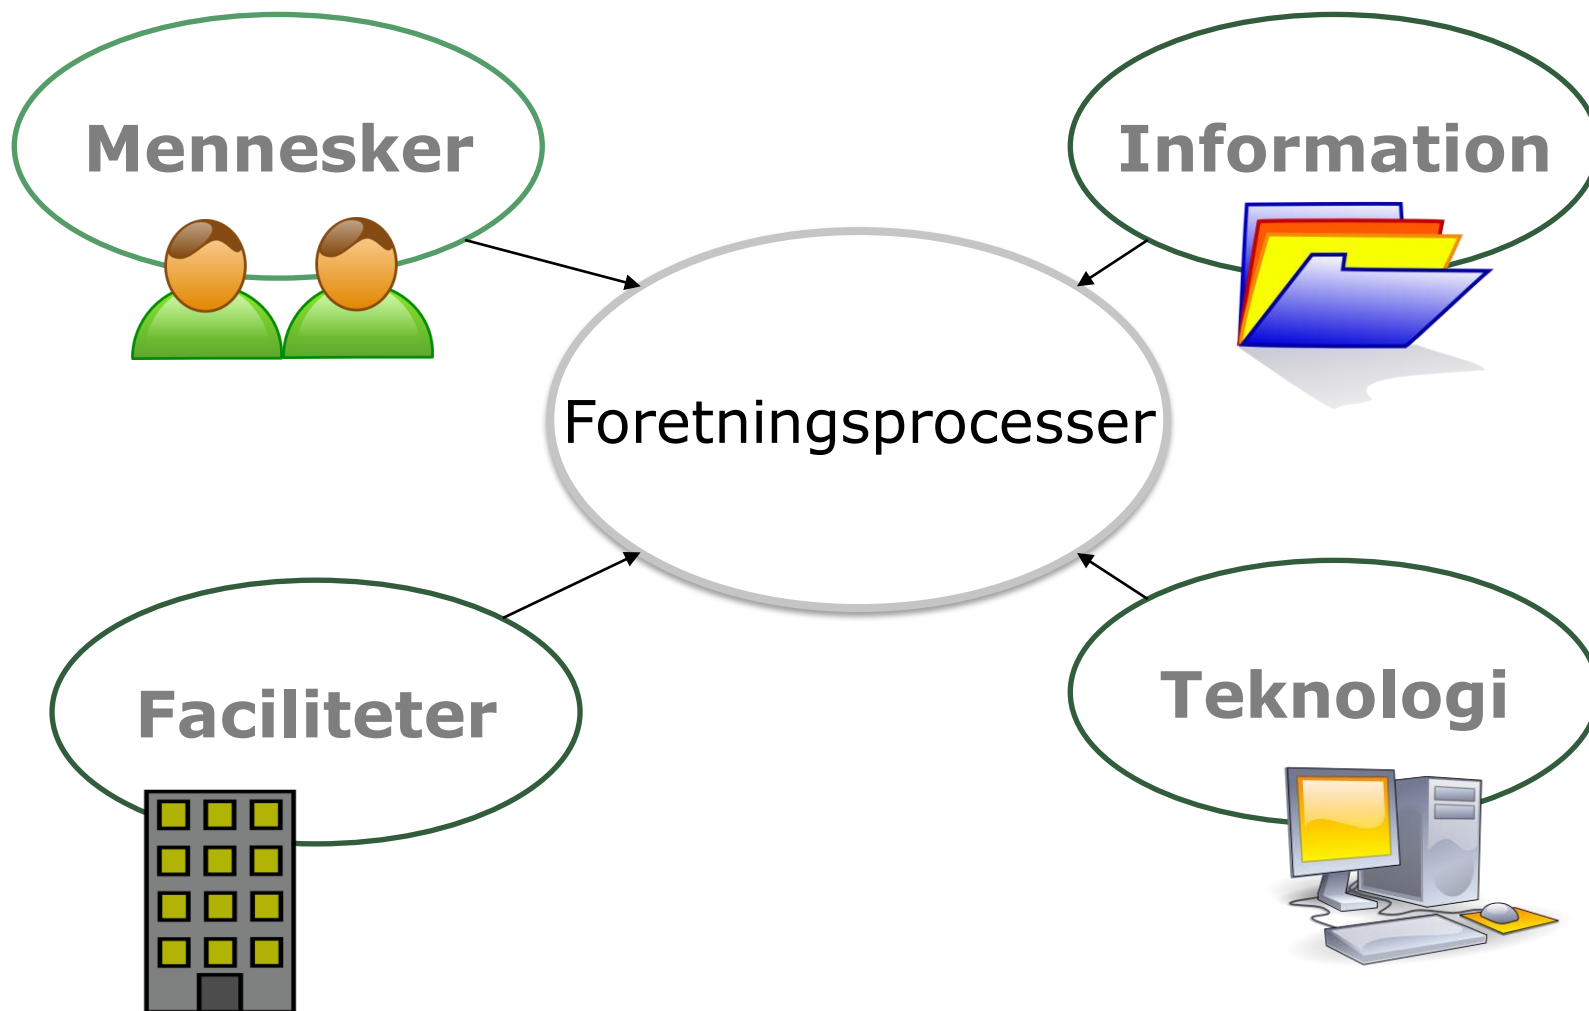 Mennesker
Information
Foretningsprocesser
Faciliteter
Teknologi